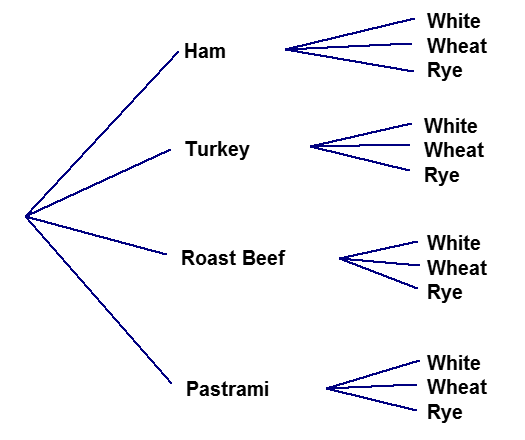 Ham
White
Wheat
Rye
Turkey
White
Wheat
Rye
Roast Beef
White
Wheat
Rye
Pastrami
White
Wheat
Rye